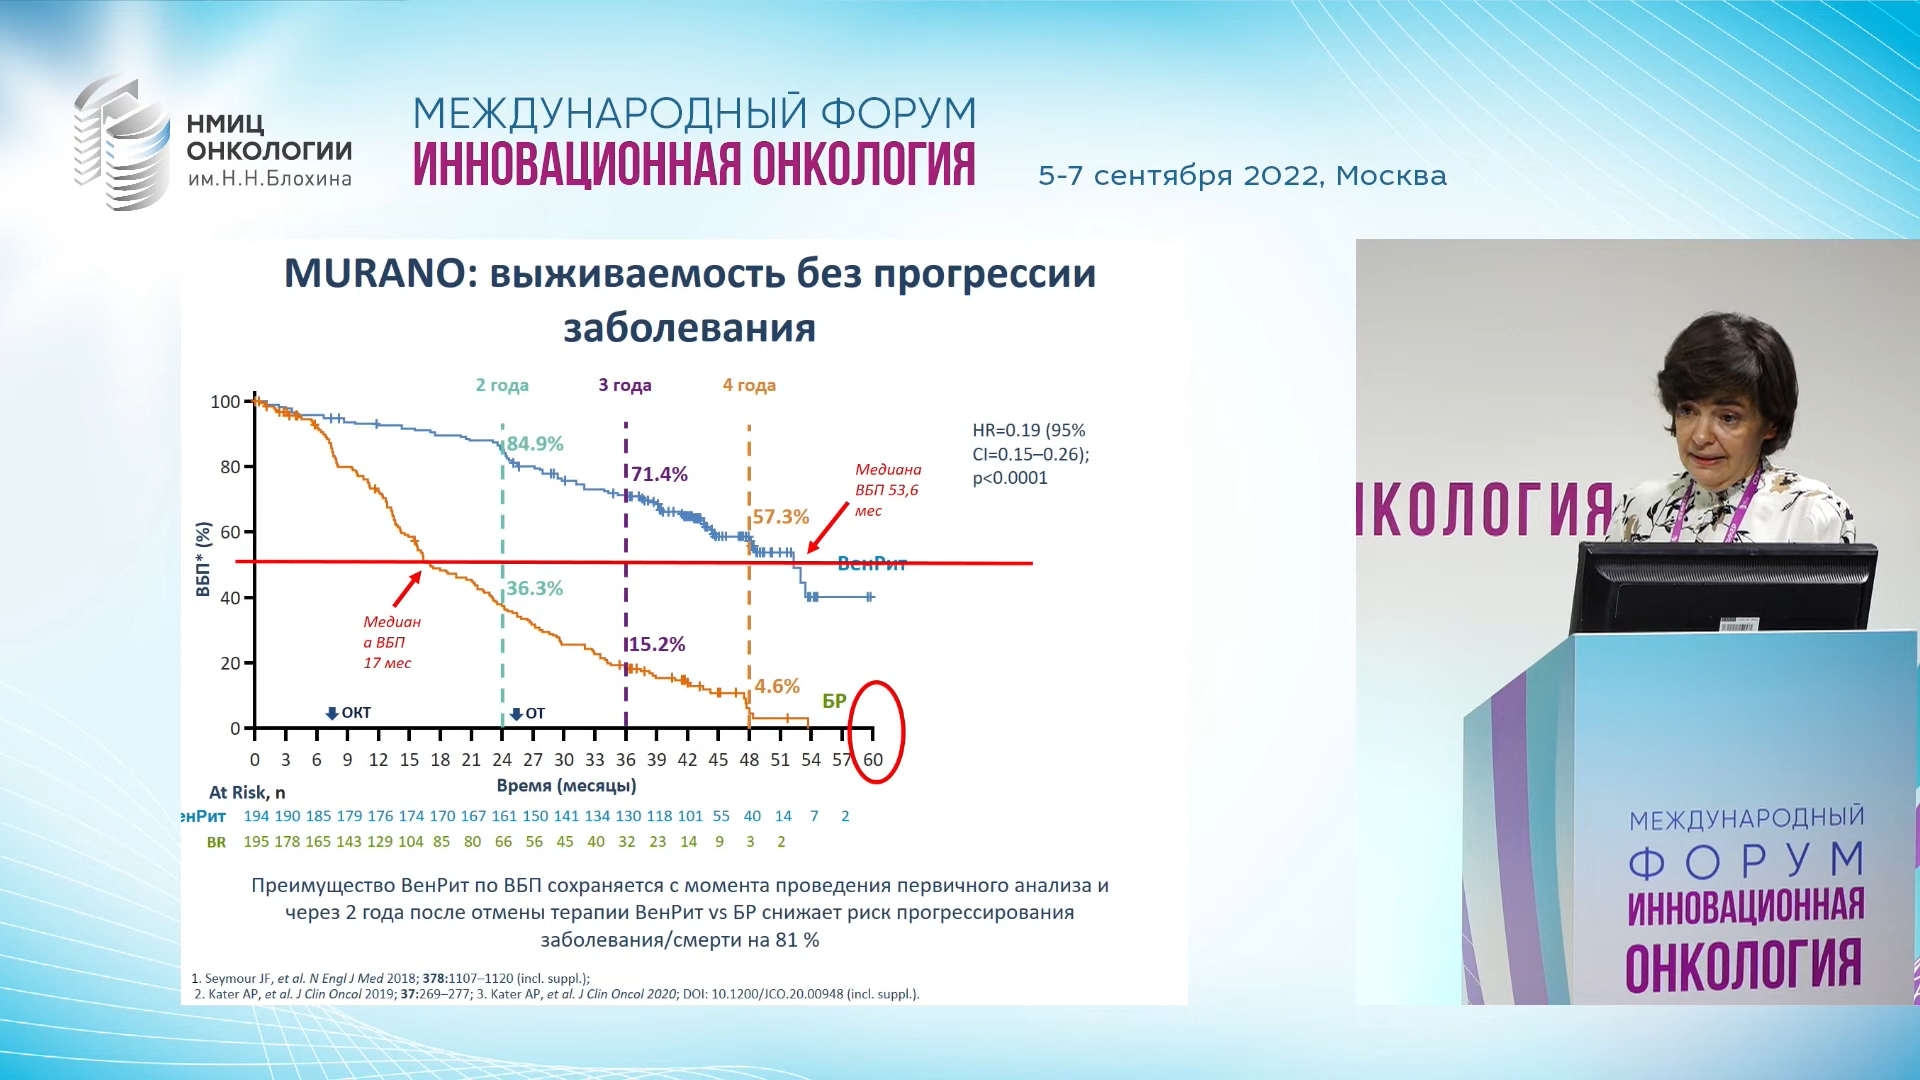 НМИЦ
ОНКОЛОГИИ
им.Н.Н.Блохина
МЕЖДУНАРОДНЫЙ ФОРУМ
ИННОВАЦИОННАЯ ОНКОЛОГИЯ
5-7 сентября 2022, Москва
MURANO: выживаемость без прогрессии
заболевания
2 года
3 года
4 года
100
80
60
40
20
0
ВБП* (%)
84.9%
71.4%
57.3%
36.3%
15.2%
4.6%
HR=0.19 (95%
CI=0.15–0.26);
p<0.0001
Медиана
ВБП 53,6
мес
ВенРит
Медиан
а ВБП
17 мес
БР
ОКТ
ОТ
0 3 6 9 12 15 18 21 24 27 30 33 36 39 42 45 48 51 54 57 60
Время (месяцы)
At Risk, n
енРит 194 190 185 179 176 174 170 167 161 150 141 134 130 118 101 55 40 14 7 2
BR 195 178 165 143 129 104 85 80 66 56 45 40 32 23 14 9 3 2
Преимущество ВенРит по ВБП сохраняется с момента проведения первичного анализа и
через 2 года после отмены терапии ВенРит vs БР снижает риск прогрессирования
заболевания/смерти на 81 %
1. Seymour JF, et al. N Engl J Med 2018; 378:1107–1120 (incl. suppl.);
2. Kater AP, et al. J Clin Oncol 2019; 37:269–277; 3. Kater AP, et al. J Clin Oncol 2020; DOI: 10.1200/JCO.20.00948 (incl. suppl.).
НКОЛОГИЯ
МЕЖДУНАРОДНЫЙ
ФОРУМ
ИННОВАЦИОННАЯ
ОНКОЛОГИЯ